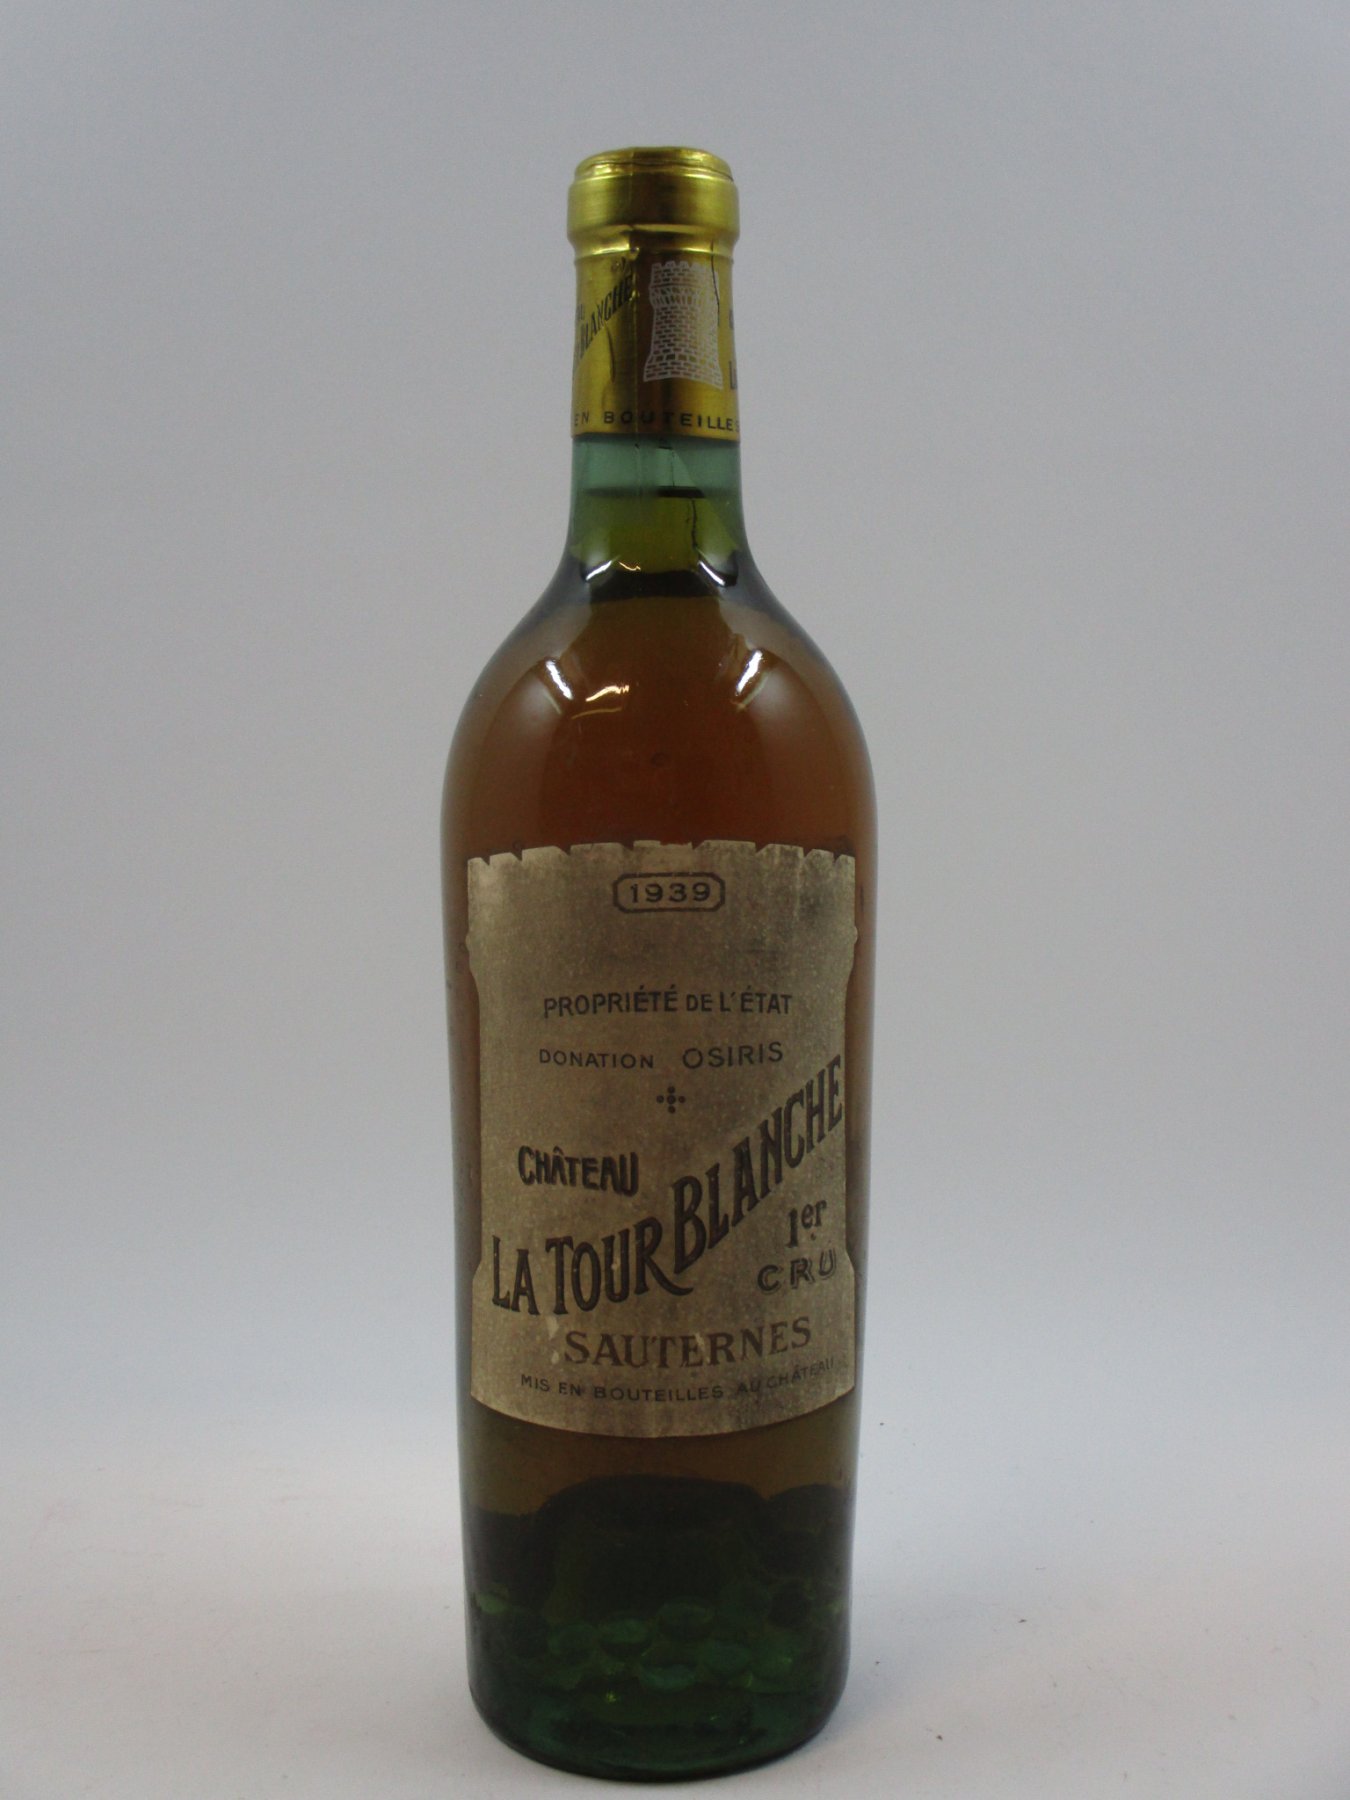 BLANCHE
EN BOUTEILLES
1939
PROPRIÉTÉ DE L'ÉTAT
DONATION OSIRIS
CHÂTEAU
LA TOUR BLANCHE
1er
CRU
SAUTERNES
MIS EN BOUTEILLES AU CHÂTEAU